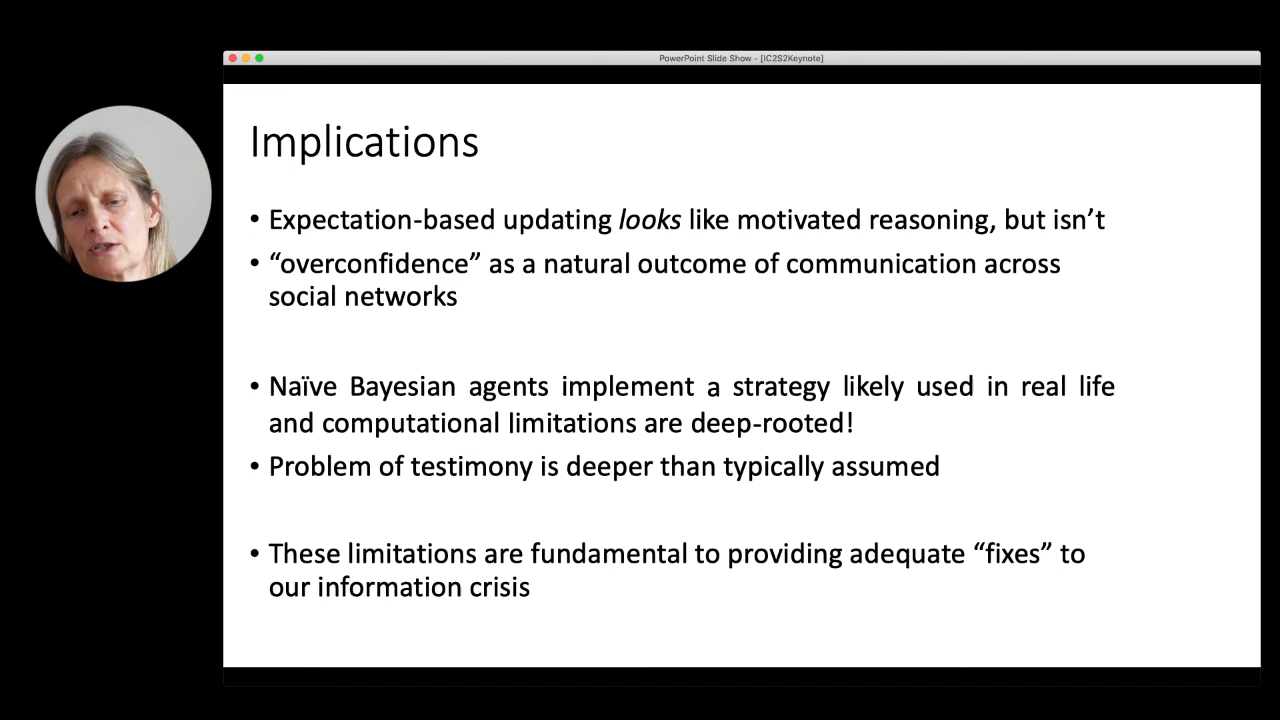 PowerPoint Slide Show - [IC2S2Keynote]
Implications
• Expectation-based updating looks like motivated reasoning, but isn’t
• “overconfidence” as a natural outcome of communication across
social networks
• Naïve Bayesian agents implement a strategy likely used in real life
and computational limitations are deep-rooted!
• Problem of testimony is deeper than typically assumed
• These limitations are fundamental to providing adequate “fixes” to
our information crisis